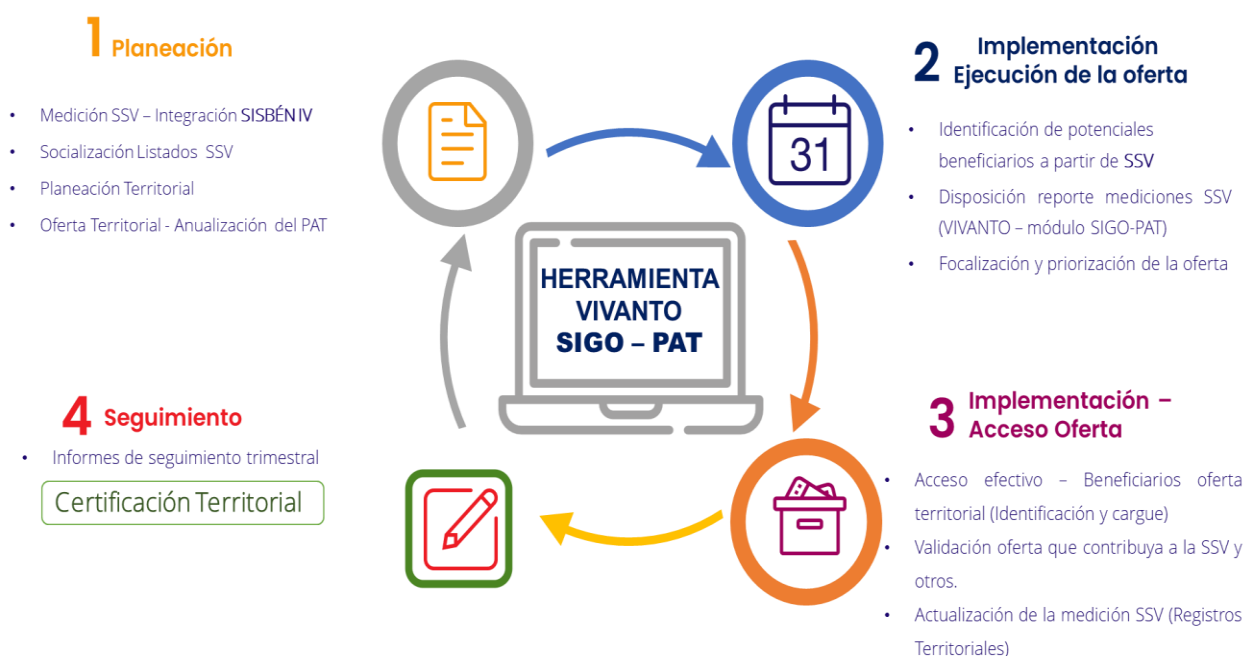 1 Planeación
• Medición SSV – Integración SISBÉN IV
• Socialización Listados SSV
• Planeación Territorial
• Oferta Territorial - Anualización del PAT
2 Implementación
Ejecución de la oferta
• Identificación de potenciales
beneficiarios a partir de SSV
• Disposición reporte mediciones SSV
(VIVANTO – módulo SIGO-PAT)
• Focalización y priorización de la oferta
31
HERRAMIENTA
VIVANTO
SIGO – PAT
3 Implementación –
Acceso Oferta
• Acceso efectivo – Beneficiarios oferta
territorial (Identificación y cargue)
• Validación oferta que contribuya a la SSV y
otros.
• Actualización de la medición SSV (Registros
Territoriales)
4 Seguimiento
• Informes de seguimiento trimestral
Certificación Territorial